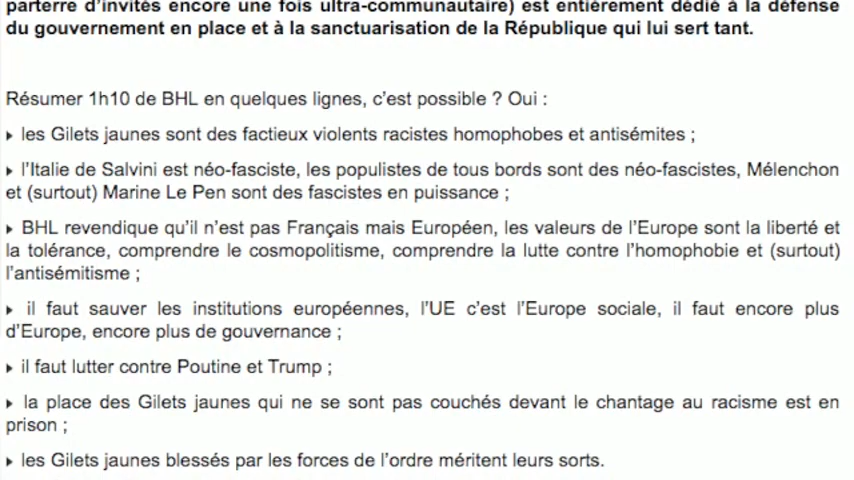 parterre d'invités encore une fois ultra-communautaire) est entièrement dédié à la défense
du gouvernement en place et à la sanctuarisation de la République qui lui sert tant.
Résumer 1h10 de BHL en quelques lignes, c'est possible ? Oui :
▸ les Gilets jaunes sont des factieux violents racistes homophobes et antisémites ;
▸ l'Italie de Salvini est néo-fasciste, les populistes de tous bords sont des néo-fascistes, Mélenchon
et (surtout) Marine Le Pen sont des fascistes en puissance ;
▸ BHL revendique qu'il n'est pas Français mais Européen, les valeurs de l'Europe sont la liberté et
la tolérance, comprendre le cosmopolitisme, comprendre la lutte contre l'homophobie et (surtout)
l'antisémitisme ;
▸ il faut sauver les institutions européennes, l'UE c'est l'Europe sociale, il faut encore plus
d'Europe, encore plus de gouvernance ;
▸ il faut lutter contre Poutine et Trump ;
▸ la place des Gilets jaunes qui ne se sont pas couchés devant le chantage au racisme est en
prison ;
▸ les Gilets jaunes blessés par les forces de l'ordre méritent leurs sorts.